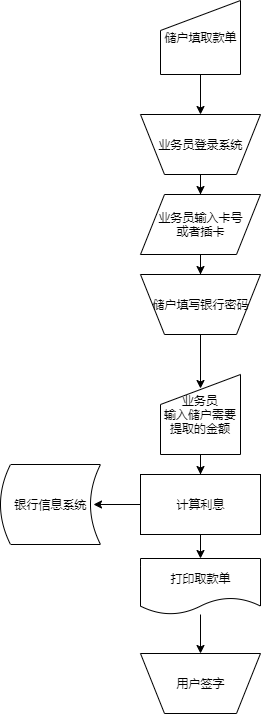 储户填取款单
业务员登录系统
业务员输入卡号
或者插卡
储户填写银行密码
业务员
输入储户需要
提取的金额
银行信息系统
计算利息
打印取款单
用户签字